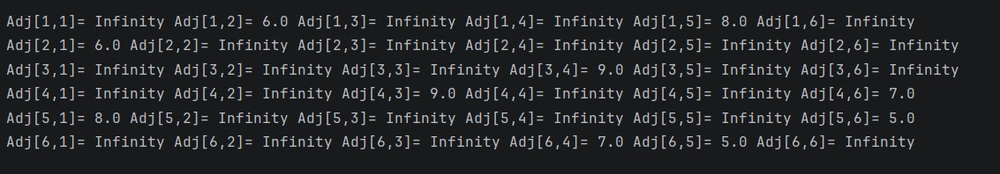 Adj[1,1]= Infinity Adj[1,2]= 6.0 Adj[1,3]= Infinity Adj[1,4]= Infinity Adj[1,5]= 8.0 Adj[1,6]= Infinity
Adj[2,1]= 6.0 Adj[2,2]= Infinity Adj[2,3]= Infinity Adj[2,4]= Infinity Adj[2,5]= Infinity Adj[2,6]= Infinity
Adj[3,1]= Infinity Adj[3,2]= Infinity Adj[3,3]= Infinity Adj[3,4]= 9.0 Adj[3,5]= Infinity Adj[3,6]= Infinity
Adj[4,1]= Infinity Adj[4,2]= Infinity Adj[4,3]= 9.0 Adj[4,4]= Infinity Adj[4,5]= Infinity Adj[4,6]= 7.0
Adj[5,1]= 8.0 Adj[5,2]= Infinity Adj[5,3]= Infinity Adj[5,4]= Infinity Adj[5,5]= Infinity Adj[5,6]= 5.0
Adj[6,1]= Infinity Adj[6,2]= Infinity Adj[6,3]= Infinity Adj[6,4]= 7.0 Adj[6,5]= 5.0 Adj[6,6]= Infinity